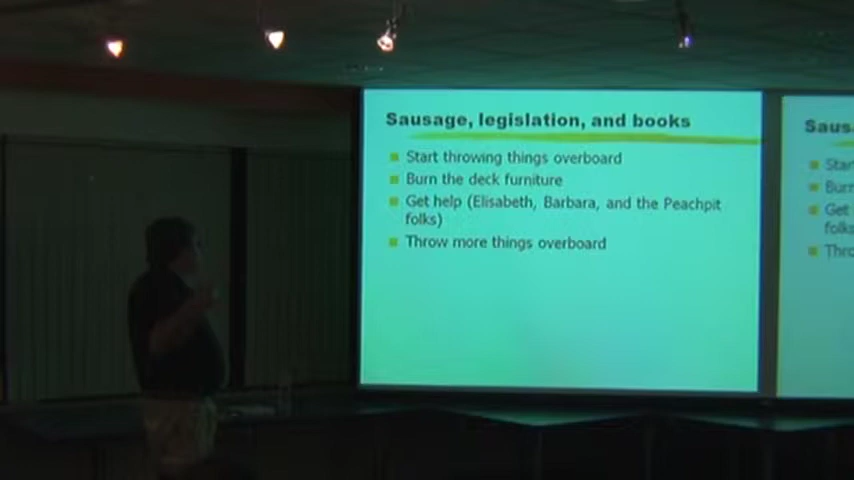 Sausage, legislation, and books
Start throwing things overboard
Burn the deck furniture
Get help (Elisabeth, Barbara, and the Peachpit
folks)
Throw more things overboard
Saus
Star
Burn
Get
folks
Thro